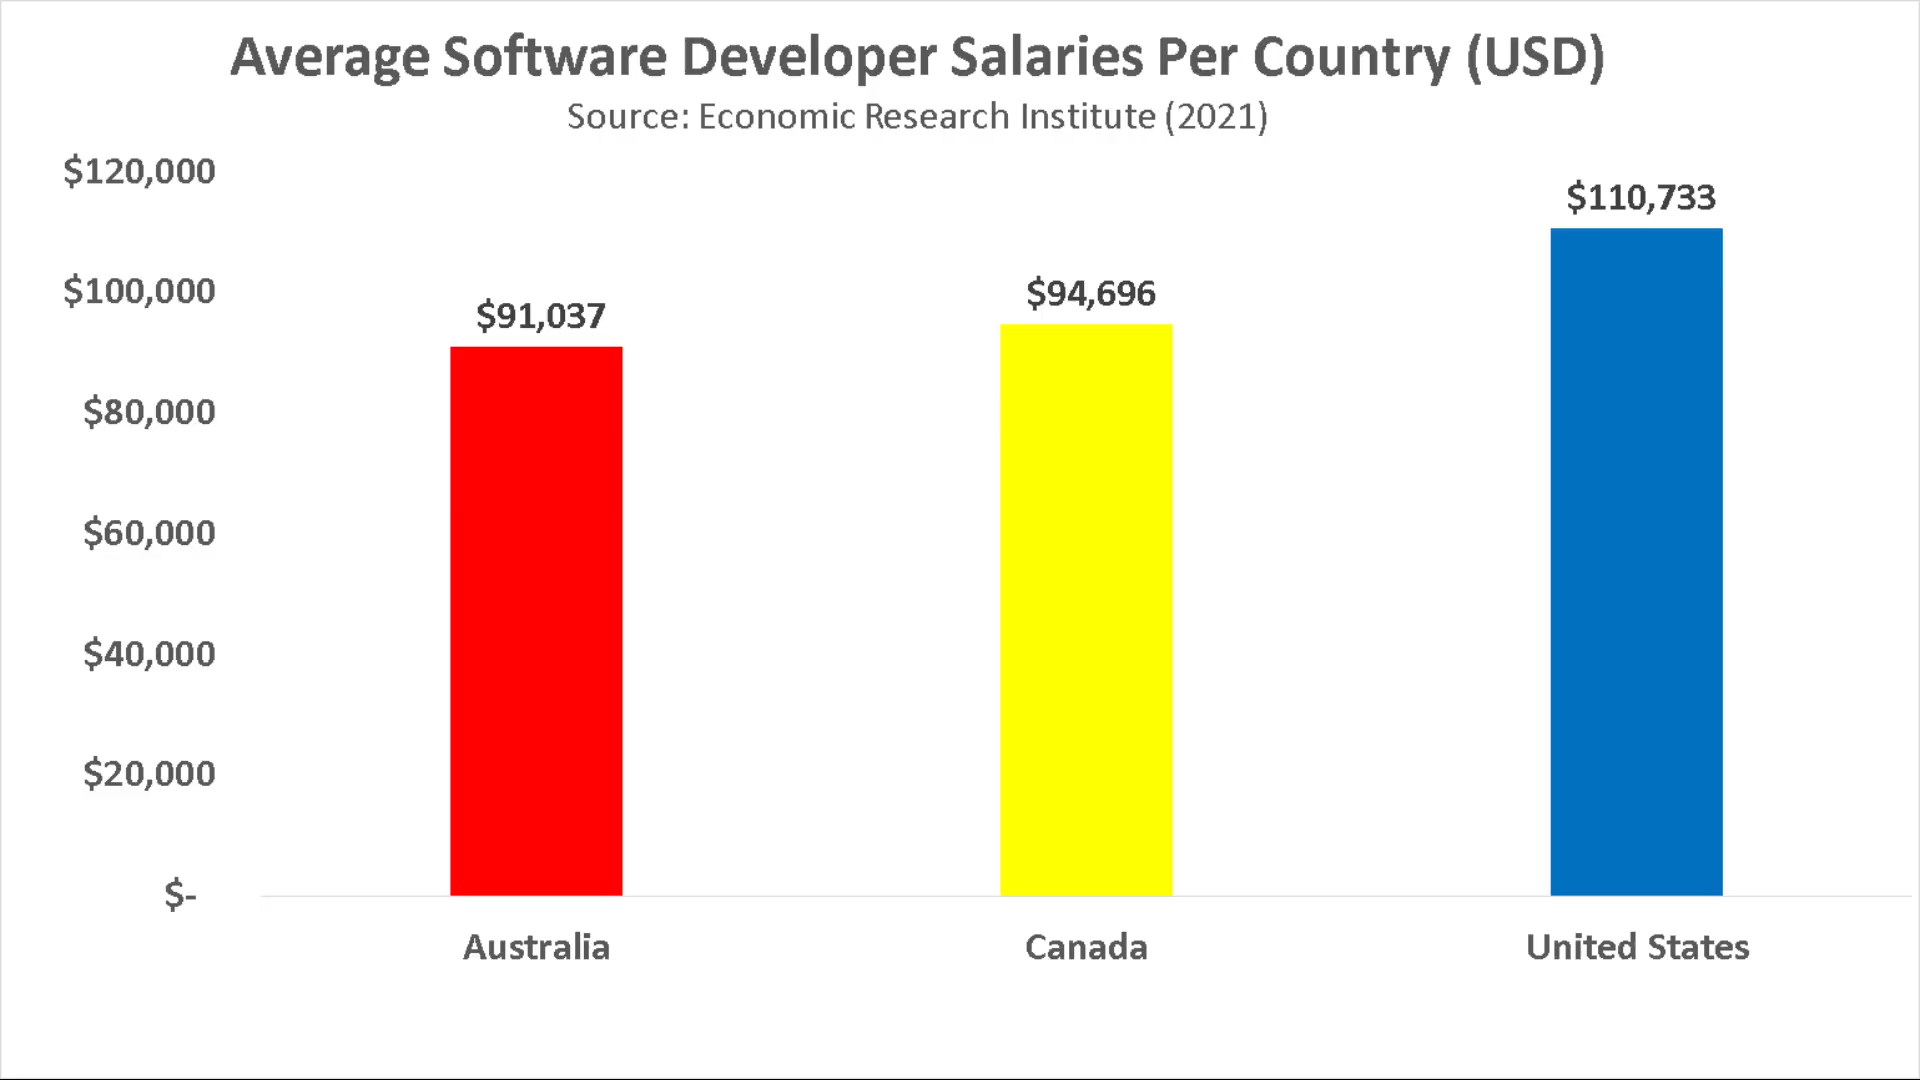 Average Software Developer Salaries Per Country (USD)
Source: Economic Research Institute (2021)
$120,000
$100,000
$80,000
$60,000
$40,000
$20,000
$-
$91,037
$94,696
$110,733
Australia
Canada
United States